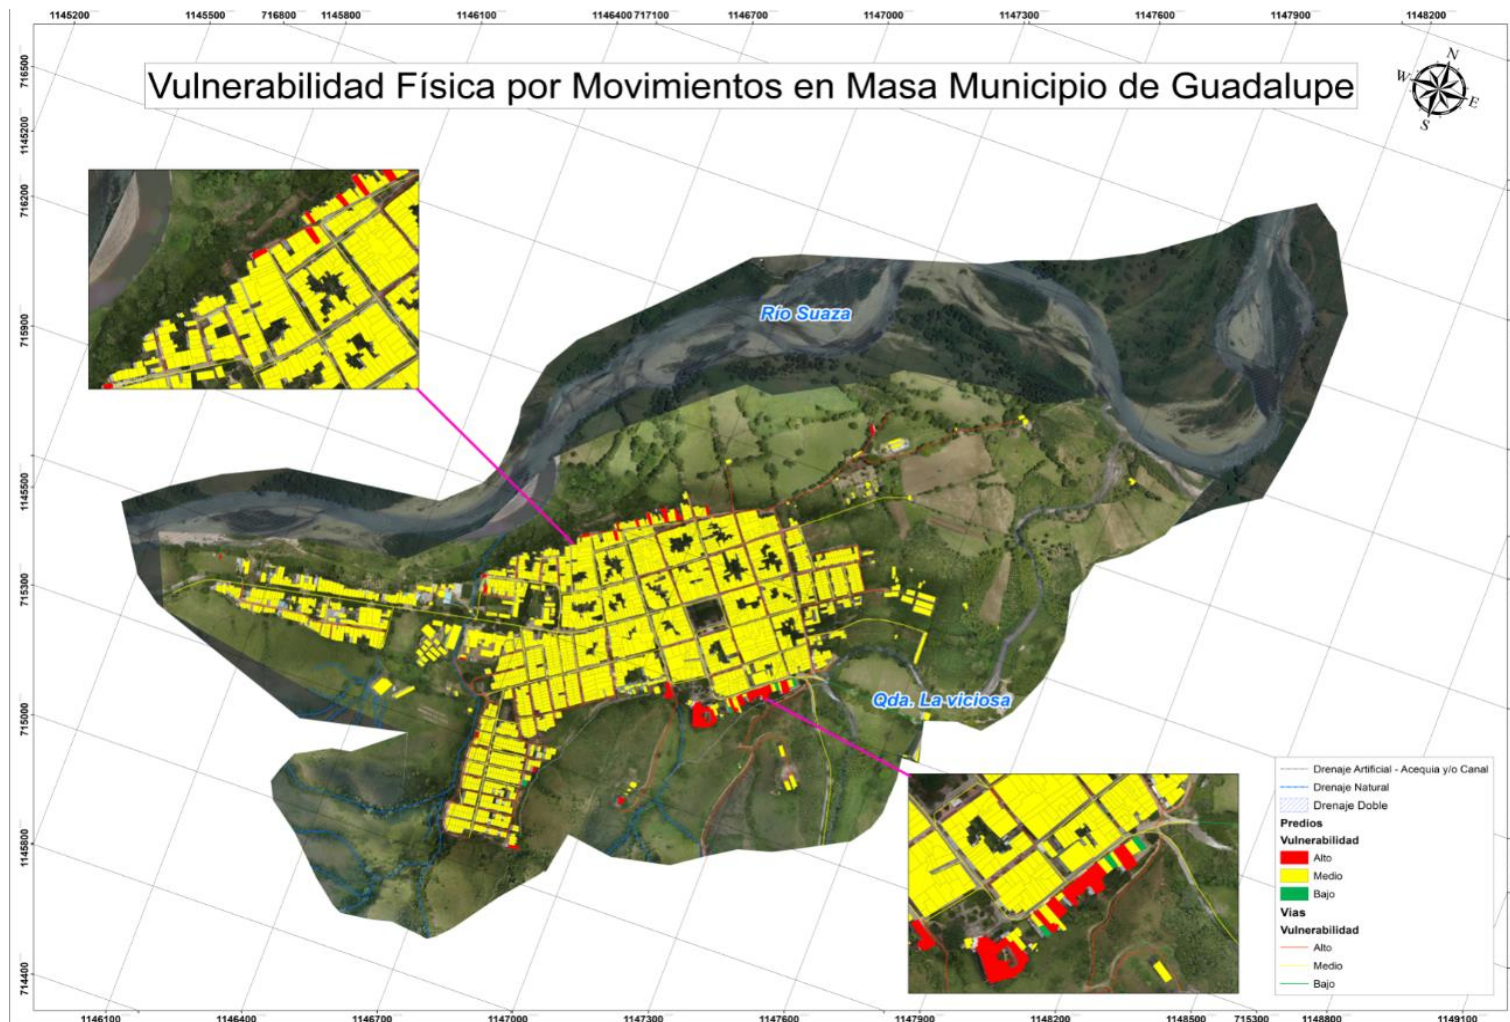 1145200 1145500 716800 1145800 1146100 1146400 717100 1146700 1147000 1147300 1147600 1147900 1148200
Vulnerabilidad Física por Movimientos en Masa Municipio de Guadalupe
N
W
E
S
716500
1145200
716200
715900
1145500
715300
715000
1145800
714400
Río Suaza
Qda. La viciosa
Drenaje Artificial - Acequia y/o Canal
Drenaje Natural
Drenaje Doble
Predios
Vulnerabilidad
Alto
Medio
Bajo
Vias
Vulnerabilidad
Alto
Medio
Bajo
1146100 1146400 1146700 1147000 1147300 1147600 1147900 1148200 1148500 715300 1148800 1149100